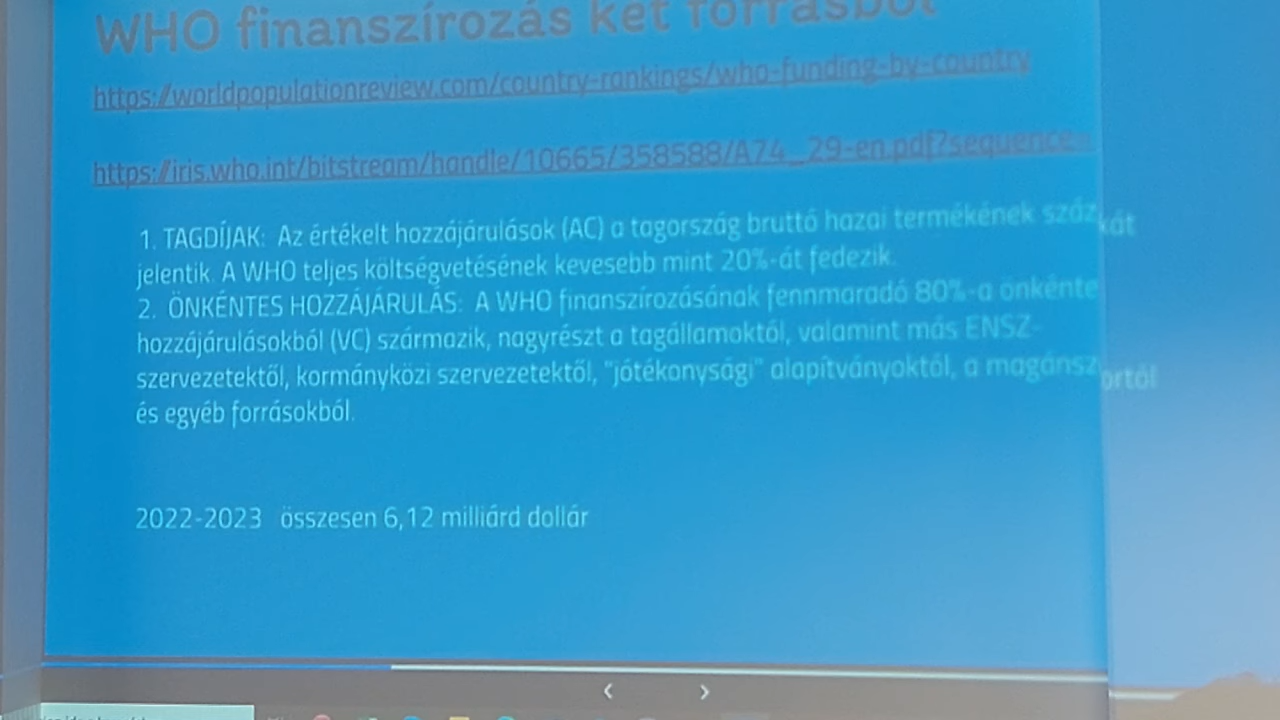 WHO finanszírozás két forrásból
https://worldpopulationreview.com/country-rankings/who-funding-by-country
https://iris.who.int/bitstream/handle/10665/358588/A74_29-en.pdf?sequence=
1. TAGDÍJAK: Az értékelt hozzájárulások (AC) a tagország bruttó hazai termékének száz kát
jelentik. A WHO teljes költségvetésének kevesebb mint 20%-át fedezik.
2. ÖNKÉNTES HOZZÁJÁRULÁS: A WHO finanszírozásának fennmaradó 80%-a önkénte
hozzájárulásokból (VC) származik, nagyrészt a tagállamoktól, valamint más ENSZ-
szervezetektől, kormányközi szervezetektől, "jótékonysági" alapítványoktól, a magánsz ortól
és egyéb forrásokból.
2022-2023 összesen 6,12 milliárd dollár